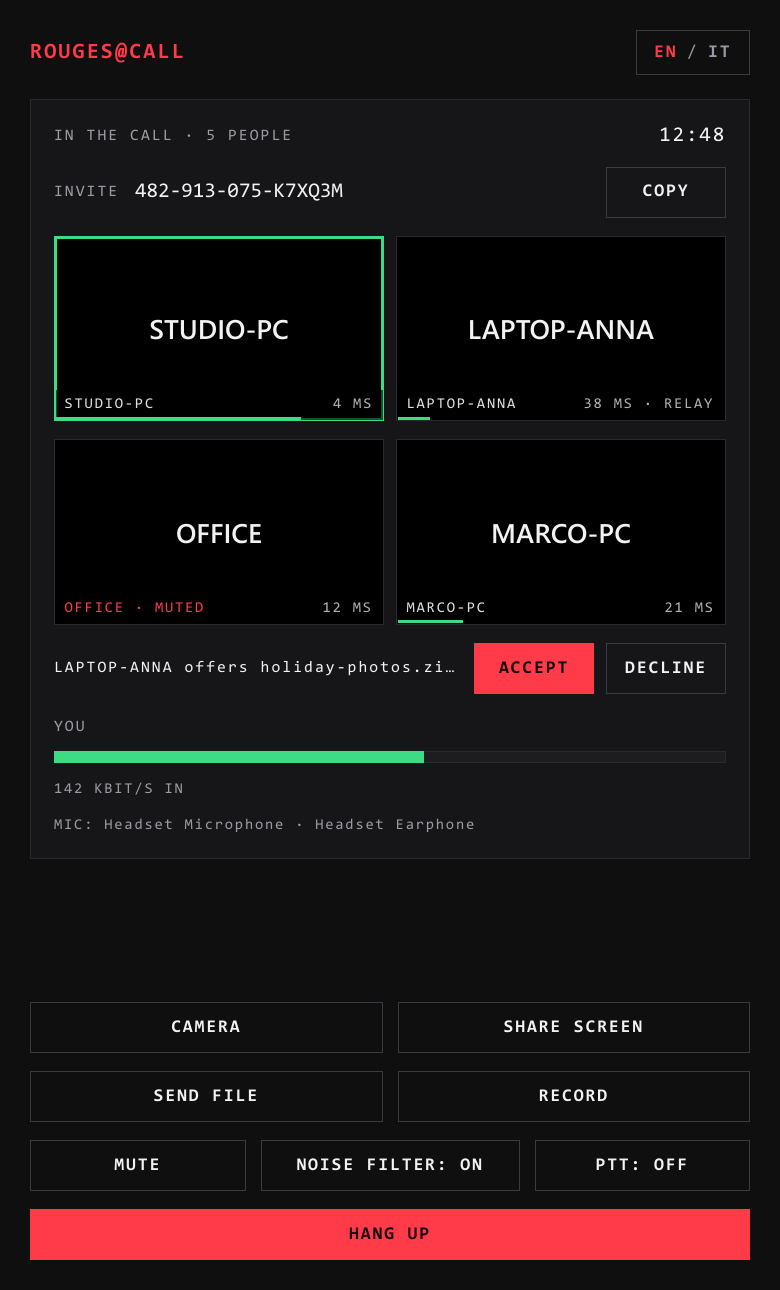 ROUGES@CALL
EN / IT
IN THE CALL · 5 PEOPLE
12:48
INVITE 482-913-075-K7XQ3M
COPY
STUDIO-PC
STUDIO-PC 4 MS
LAPTOP-ANNA
LAPTOP-ANNA 38 MS · RELAY
OFFICE
OFFICE · MUTED 12 MS
MARCO-PC
MARCO-PC 21 MS
LAPTOP-ANNA offers holiday-photos.zi…
ACCEPT
DECLINE
YOU
142 KBIT/S IN
MIC: Headset Microphone · Headset Earphone
CAMERA
SHARE SCREEN
SEND FILE
RECORD
MUTE
NOISE FILTER: ON
PTT: OFF
HANG UP